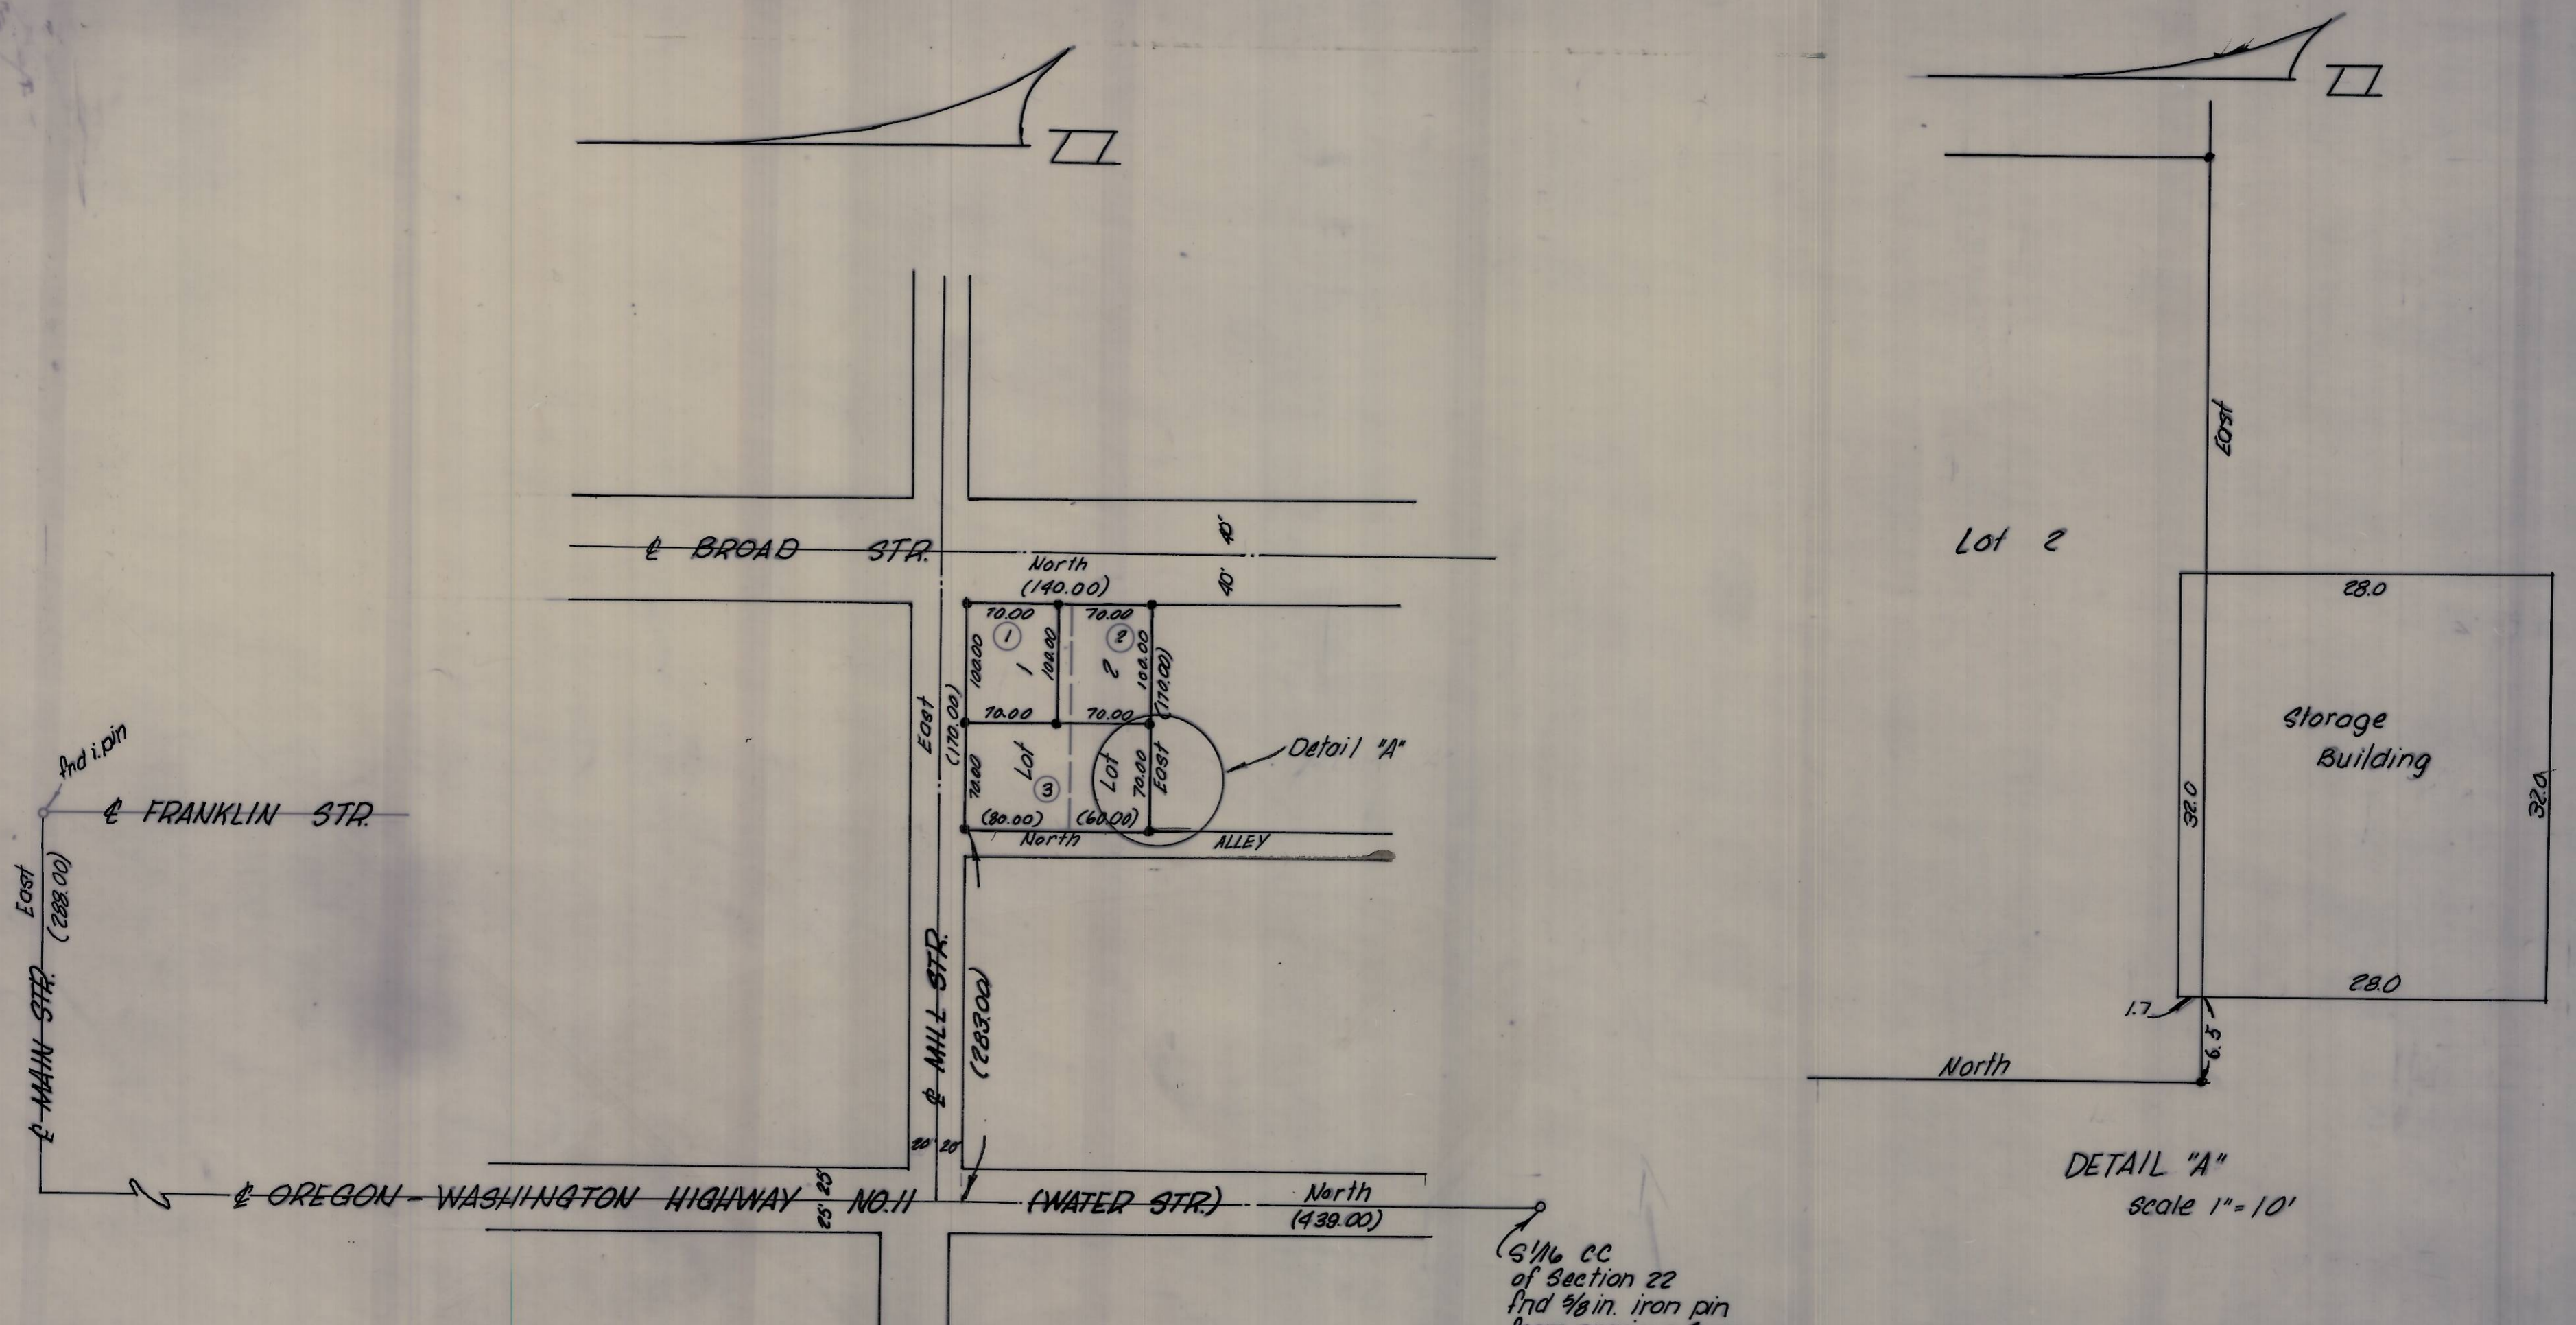 N
N
℄ BROAD STR.
North
(140.00)
40'
40'
70.00
70.00
1
2
100.00
1
100.00
2
100.00
(170.00)
70.00
70.00
East
(170.00)
Lot
Lot
70.00
3
70.00
East
(80.00)
(60.00)
North
ALLEY
Detail "A"
fnd i.pin
℄ FRANKLIN STR.
East
(288.00)
℄ MAIN STR.
℄ MILL STR.
(283.00)
20'
20'
25'
25'
℄ OREGON-WASHINGTON HIGHWAY NO.11 (WATER STR.)
North
(439.00)
S 1/16 CC
of Section 22
fnd 5/8 in. iron pin
East
Lot 2
28.0
Storage
Building
32.0
32.0
28.0
1.7
6.5
North
DETAIL "A"
Scale 1"=10'